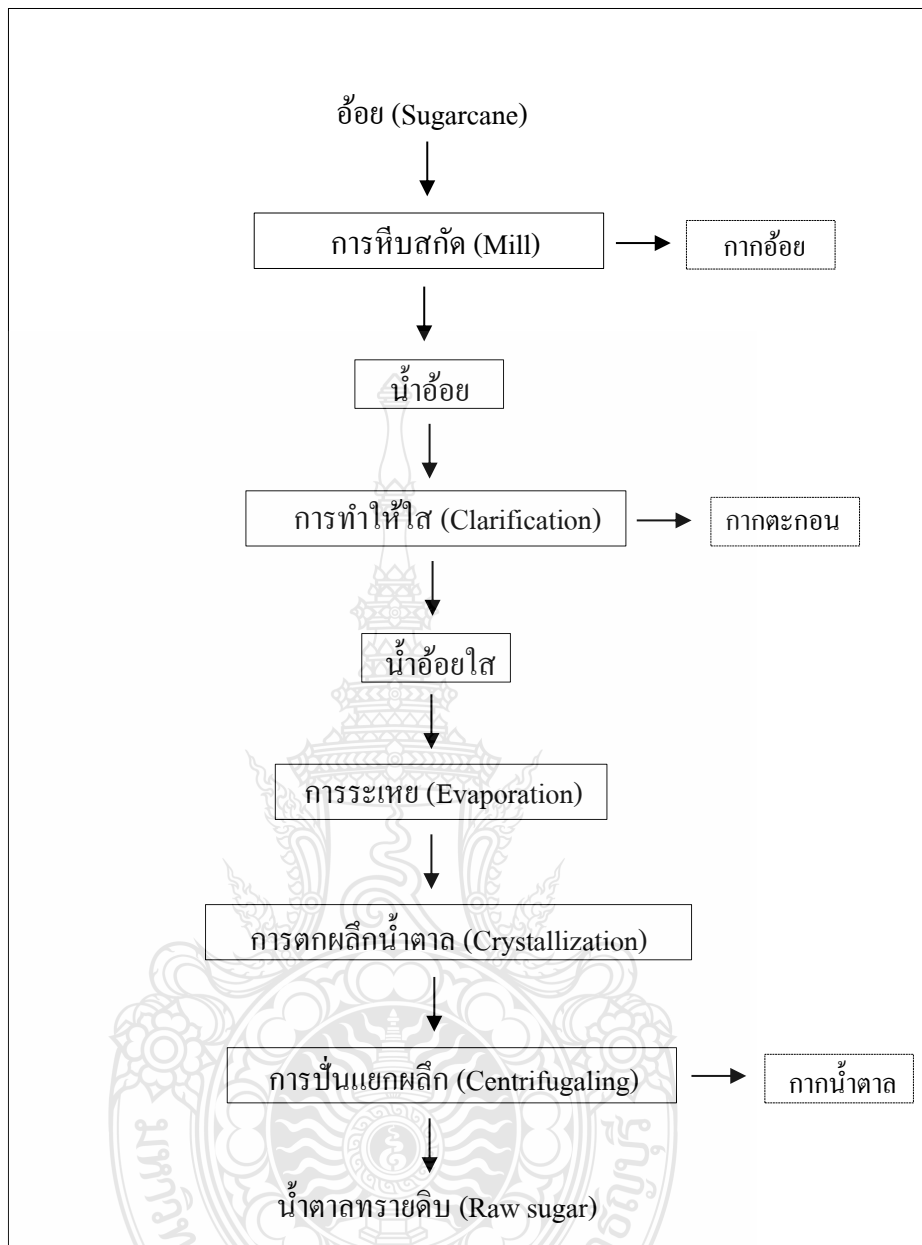 อ้อย (Sugarcane)
การหีบสกัด (Mill)
กากอ้อย
น้ำอ้อย
การทำให้ใส (Clarification)
กากตะกอน
น้ำอ้อยใส
การระเหย (Evaporation)
การตกผลึกน้ำตาล (Crystallization)
การปั่นแยกผลึก (Centrifugaling)
กากน้ำตาล
น้ำตาลทรายดิบ (Raw sugar)